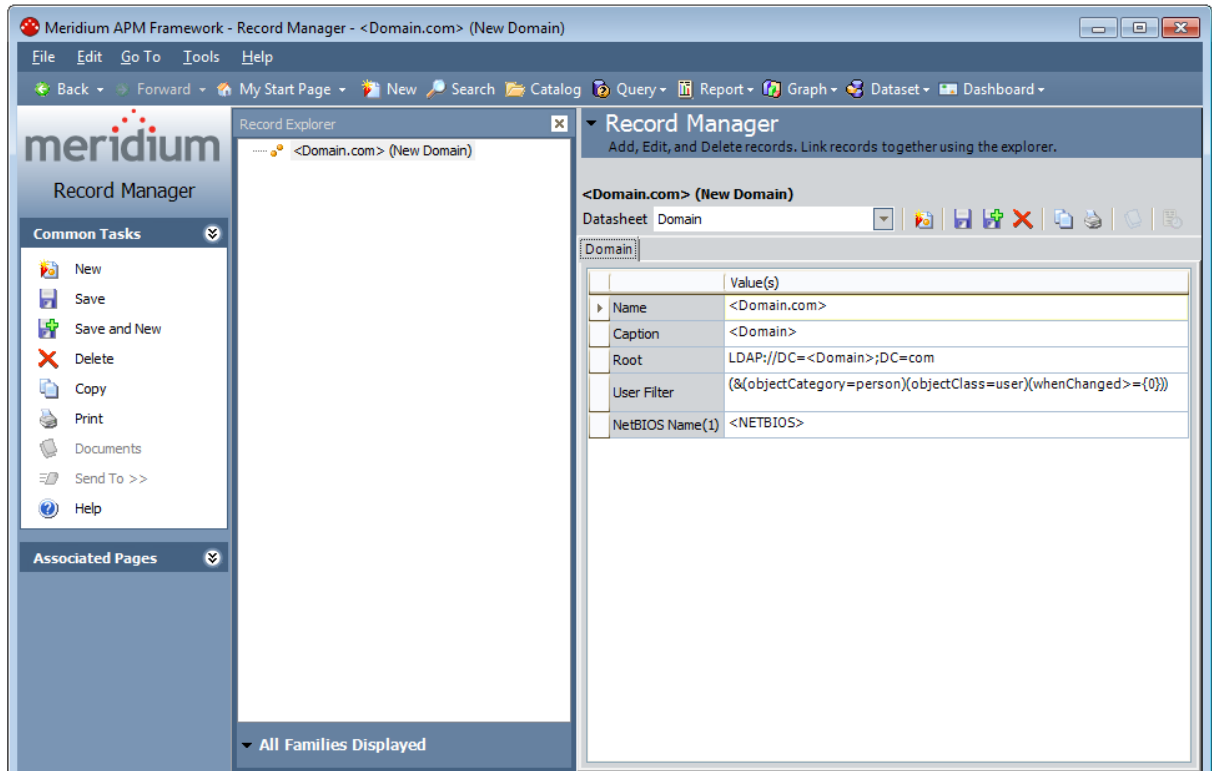 Meridium APM Framework - Record Manager - <Domain.com> (New Domain)
File Edit Go To Tools Help
Back Forward My Start Page New Search Catalog Query Report Graph Dataset Dashboard
meridium
Record Manager
Common Tasks
New
Save
Save and New
Delete
Copy
Print
Documents
Send To >>
Help
Associated Pages
Record Explorer
<Domain.com> (New Domain)
All Families Displayed
Record Manager
Add, Edit, and Delete records. Link records together using the explorer.
<Domain.com> (New Domain)
Datasheet Domain
Domain
Value(s)
Name <Domain.com>
Caption <Domain>
Root LDAP://DC=<Domain>;DC=com
User Filter (&(objectCategory=person)(objectClass=user)(whenChanged>={0}))
NetBIOS Name(1) <NETBIOS>